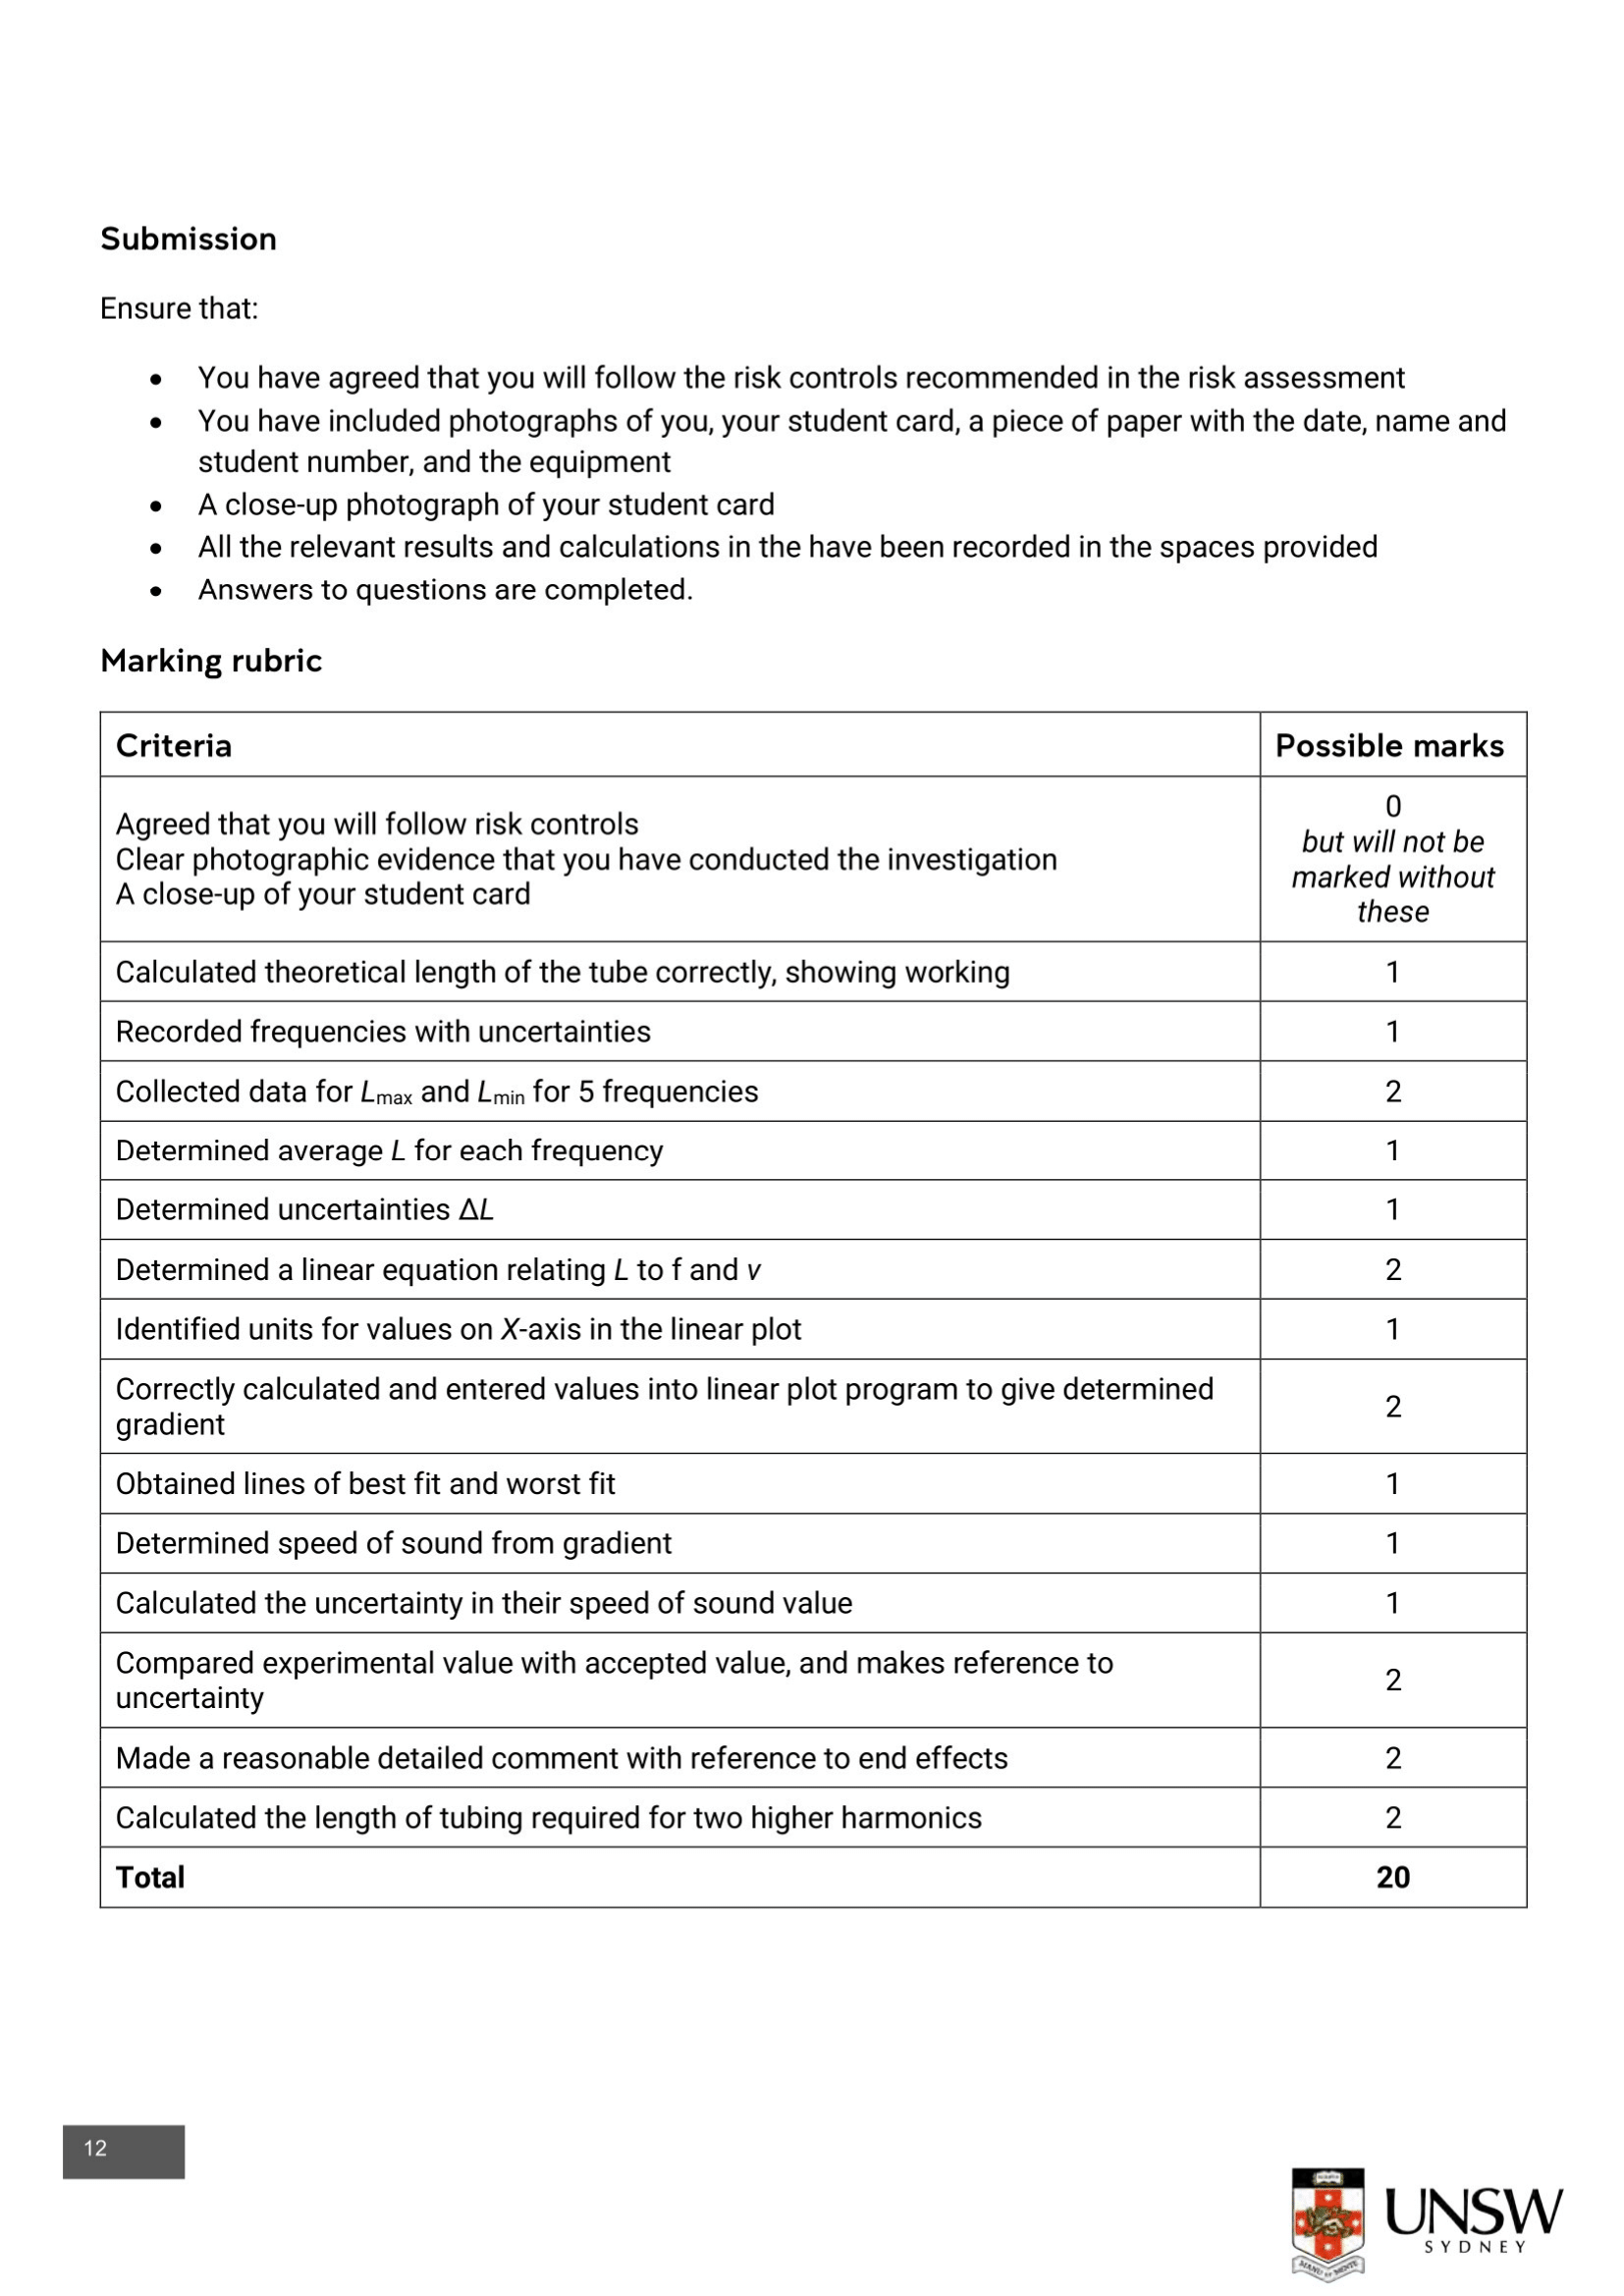 Submission
Ensure that:
• You have agreed that you will follow the risk controls recommended in the risk assessment
• You have included photographs of you, your student card, a piece of paper with the date, name and
student number, and the equipment
• A close-up photograph of your student card
• All the relevant results and calculations in the have been recorded in the spaces provided
• Answers to questions are completed.
Marking rubric
Criteria Possible marks
Agreed that you will follow risk controls
Clear photographic evidence that you have conducted the investigation
A close-up of your student card
0
but will not be
marked without
these
Calculated theoretical length of the tube correctly, showing working 1
Recorded frequencies with uncertainties 1
Collected data for Lmax and Lmin for 5 frequencies 2
Determined average L for each frequency 1
Determined uncertainties ΔL 1
Determined a linear equation relating L to f and v 2
Identified units for values on X-axis in the linear plot 1
Correctly calculated and entered values into linear plot program to give determined
gradient
2
Obtained lines of best fit and worst fit 1
Determined speed of sound from gradient 1
Calculated the uncertainty in their speed of sound value 1
Compared experimental value with accepted value, and makes reference to
uncertainty
2
Made a reasonable detailed comment with reference to end effects 2
Calculated the length of tubing required for two higher harmonics 2
Total 20
12
UNSW
SYDNEY